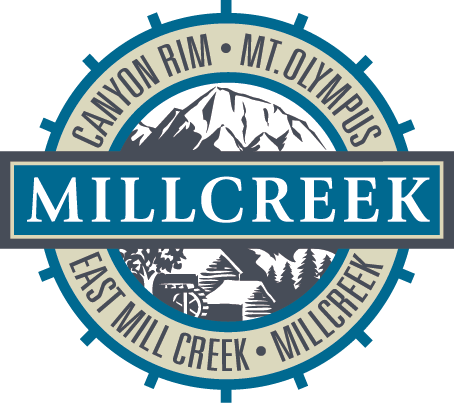 CANYON RIM • MT. OLYMPUS
MILLCREEK
EAST MILL CREEK • MILLCREEK